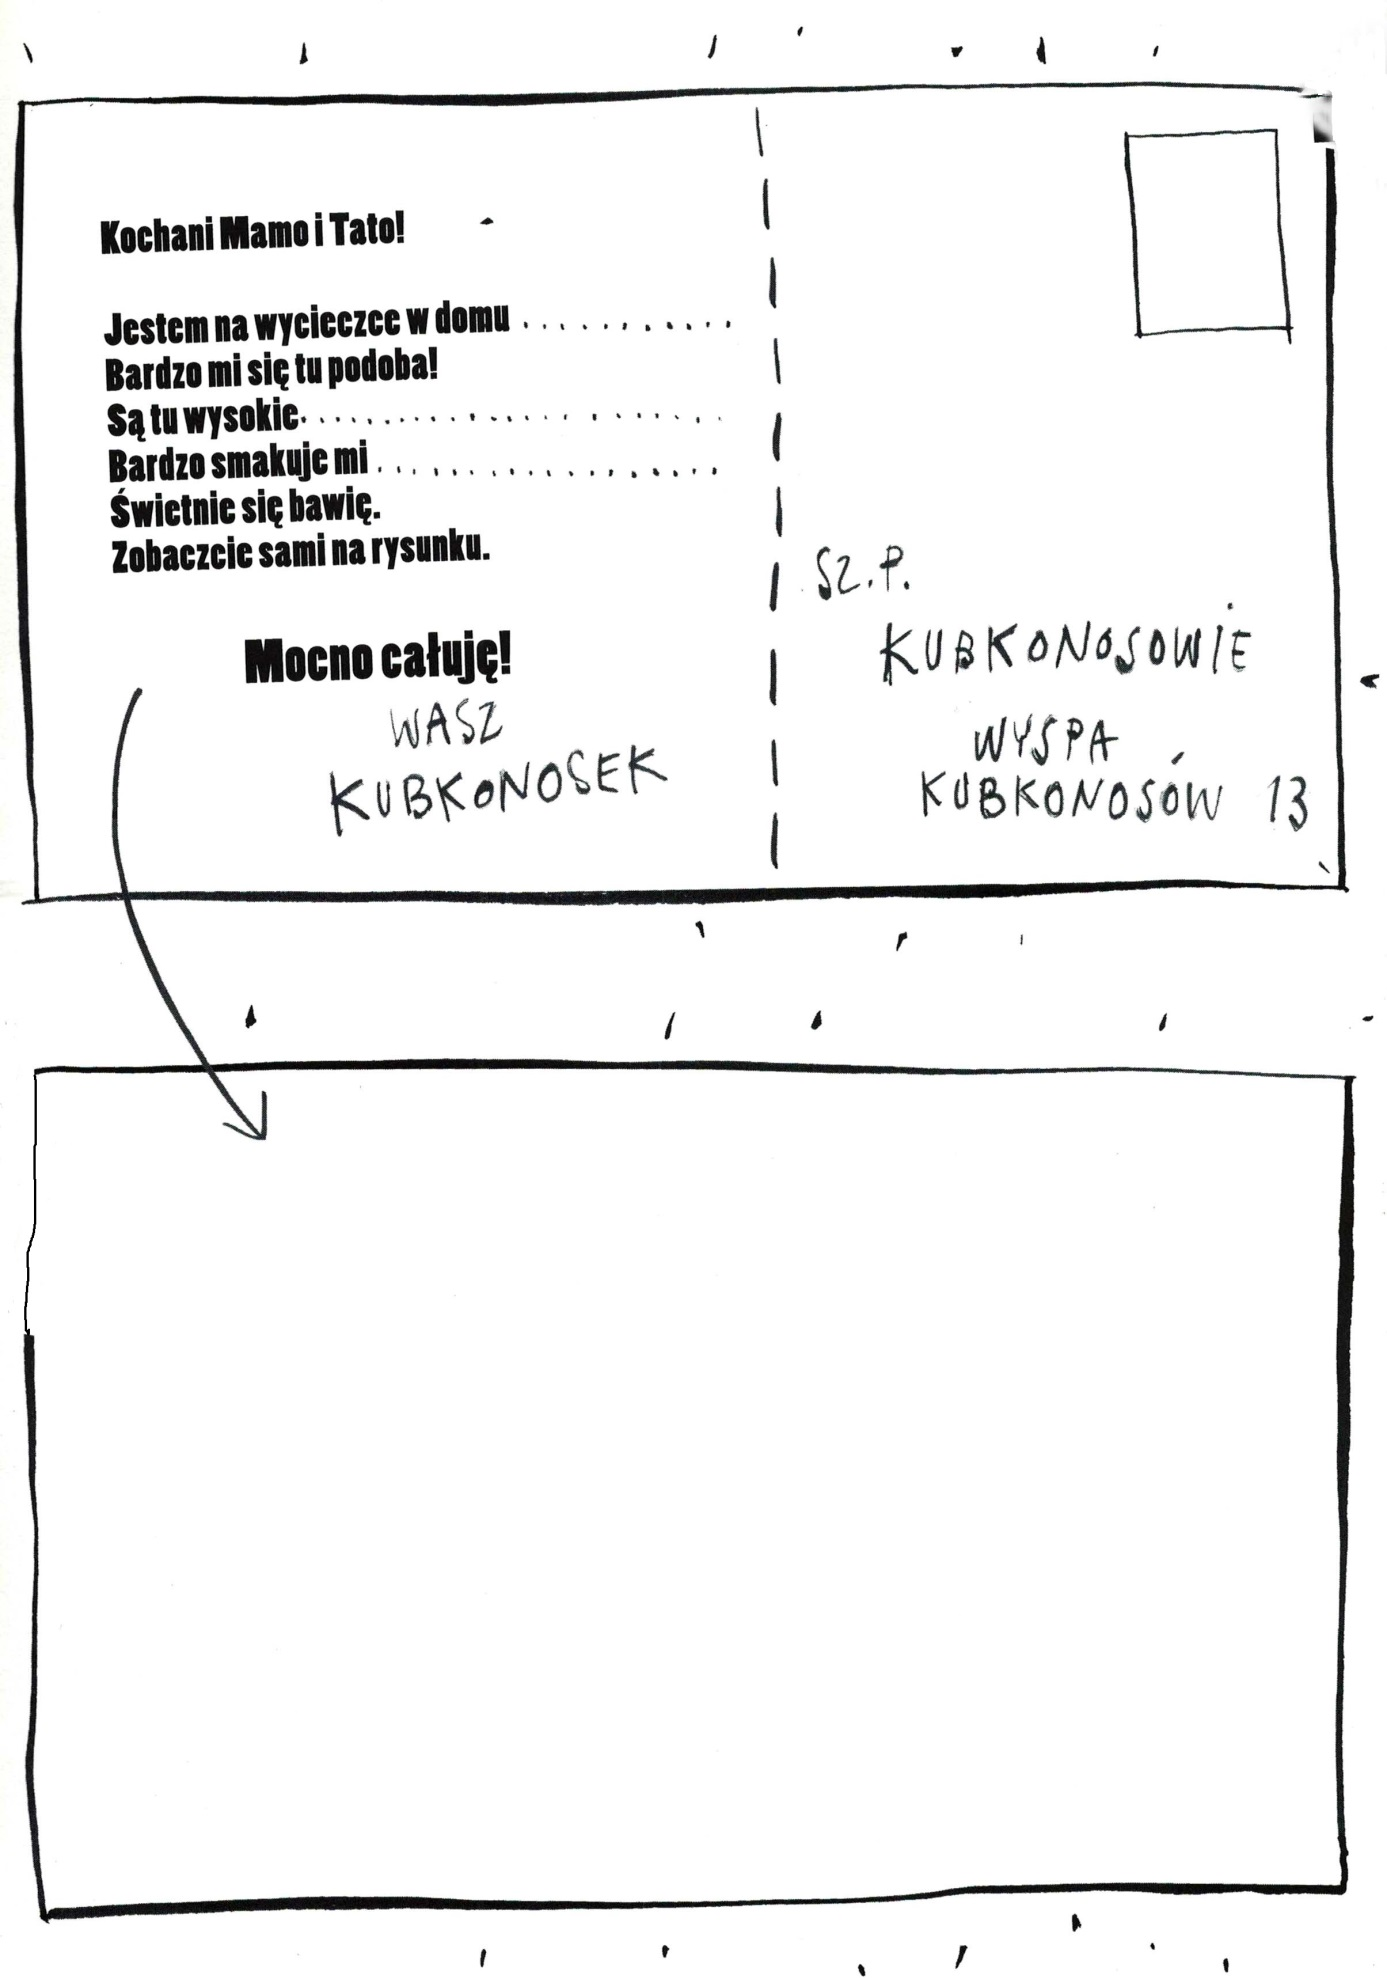 Kochani Mamo i Tato!
Jestem na wycieczce w domu ...........
Bardzo mi się tu podoba!
Są tu wysokie....................
Bardzo smakuje mi ..................
Świetnie się bawię.
Zobaczcie sami na rysunku.
Mocno całuję!
WASZ
KUBKONOSEK
SZ.P.
KUBKONOSOWIE
WYSPA
KUBKONOSÓW 13